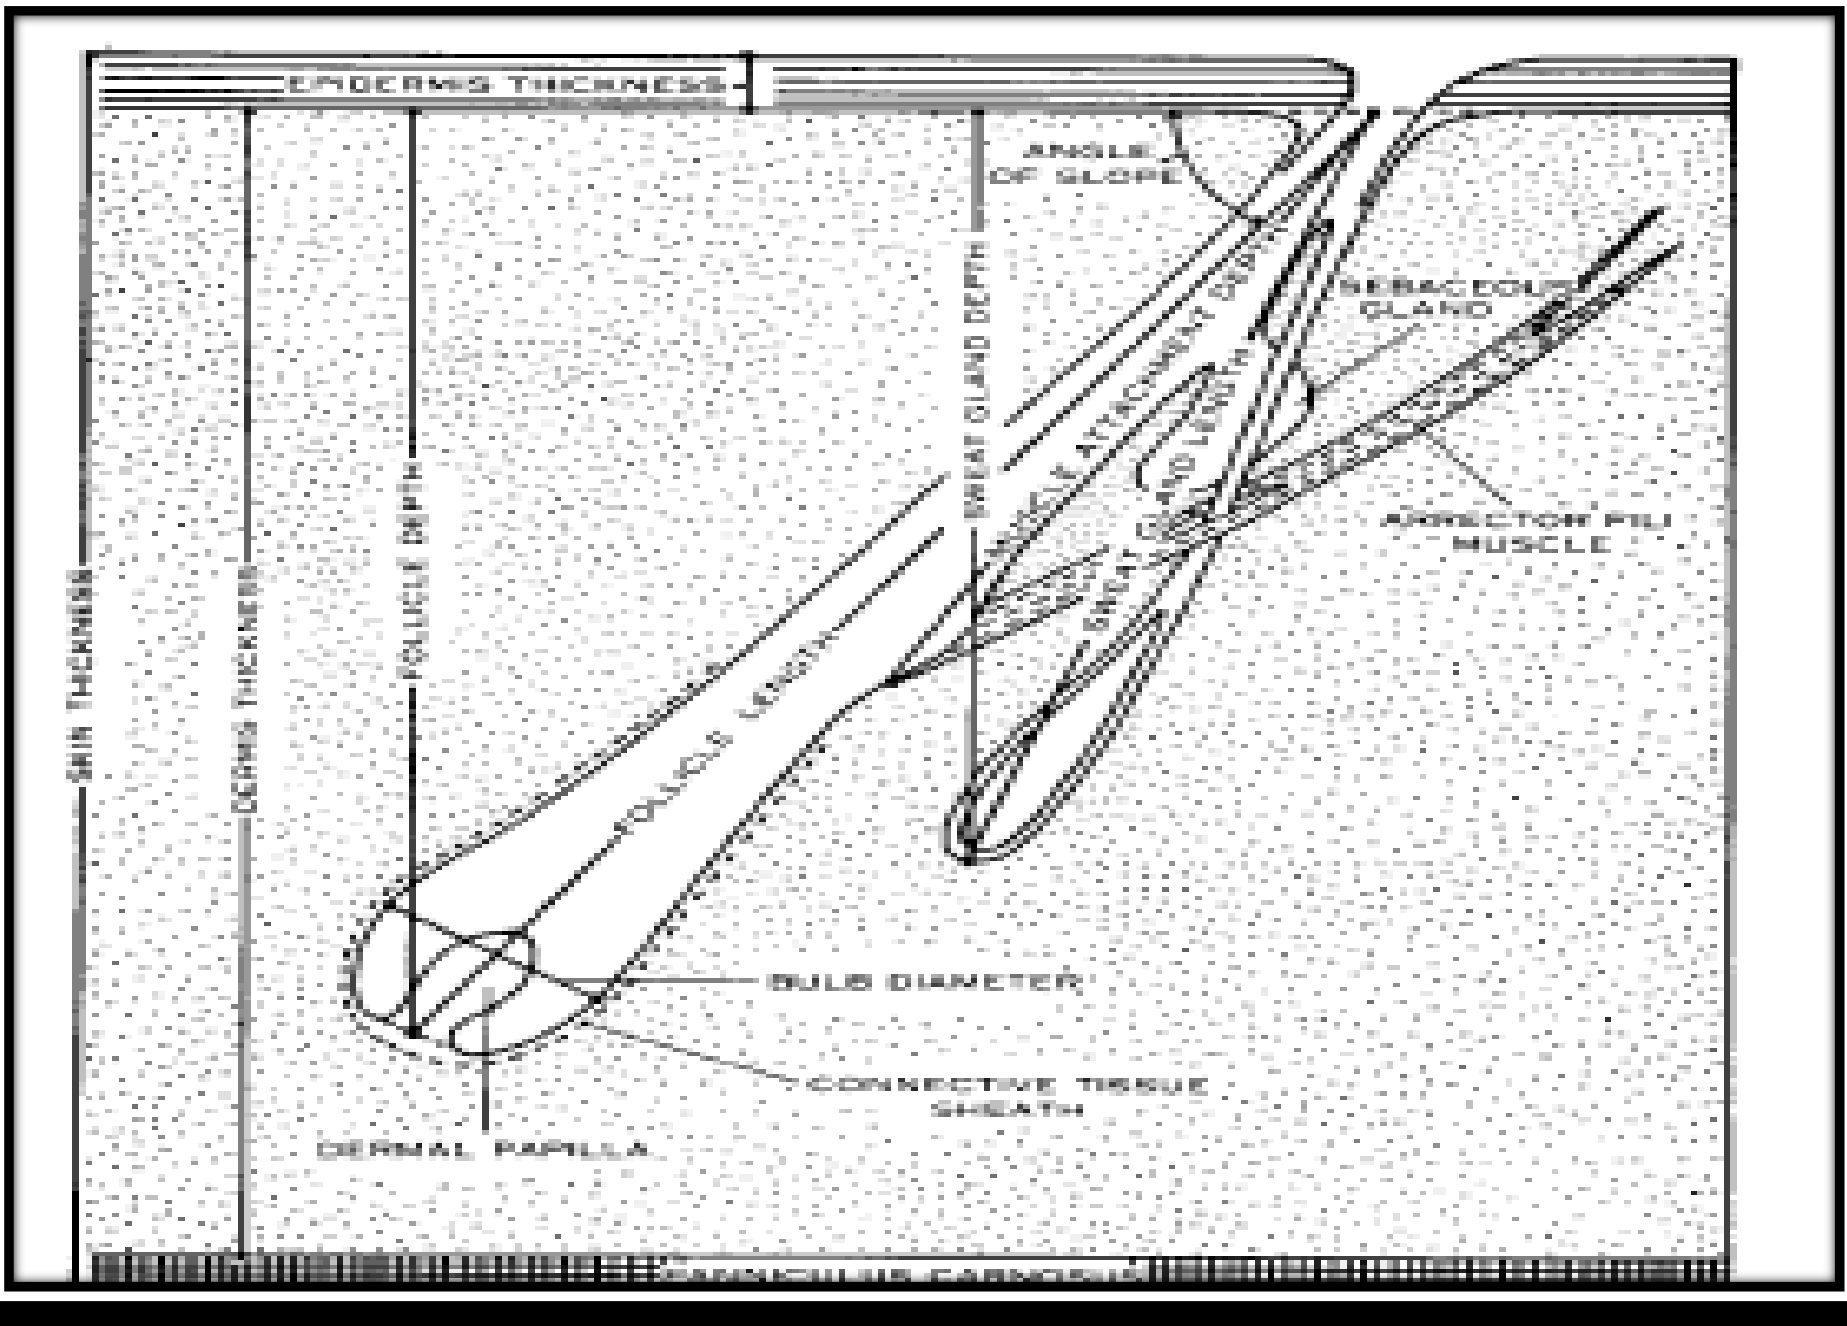 EPIDERMIS THICKNESS
ANGLE
OF SLOPE
SEBACEOUS
GLAND
ARRECTOR PILI
MUSCLE
SKIN THICKNESS
DERMIS THICKNESS
FOLLICLE DEPTH
SWEAT GLAND DEPTH
ATTACHMENT DEPTH
SWEAT GLAND LENGTH
FOLLICLE LENGTH
BULB DIAMETER
CONNECTIVE TISSUE
SHEATH
DERMAL PAPILLA
PANNICULUS CARNOSUS